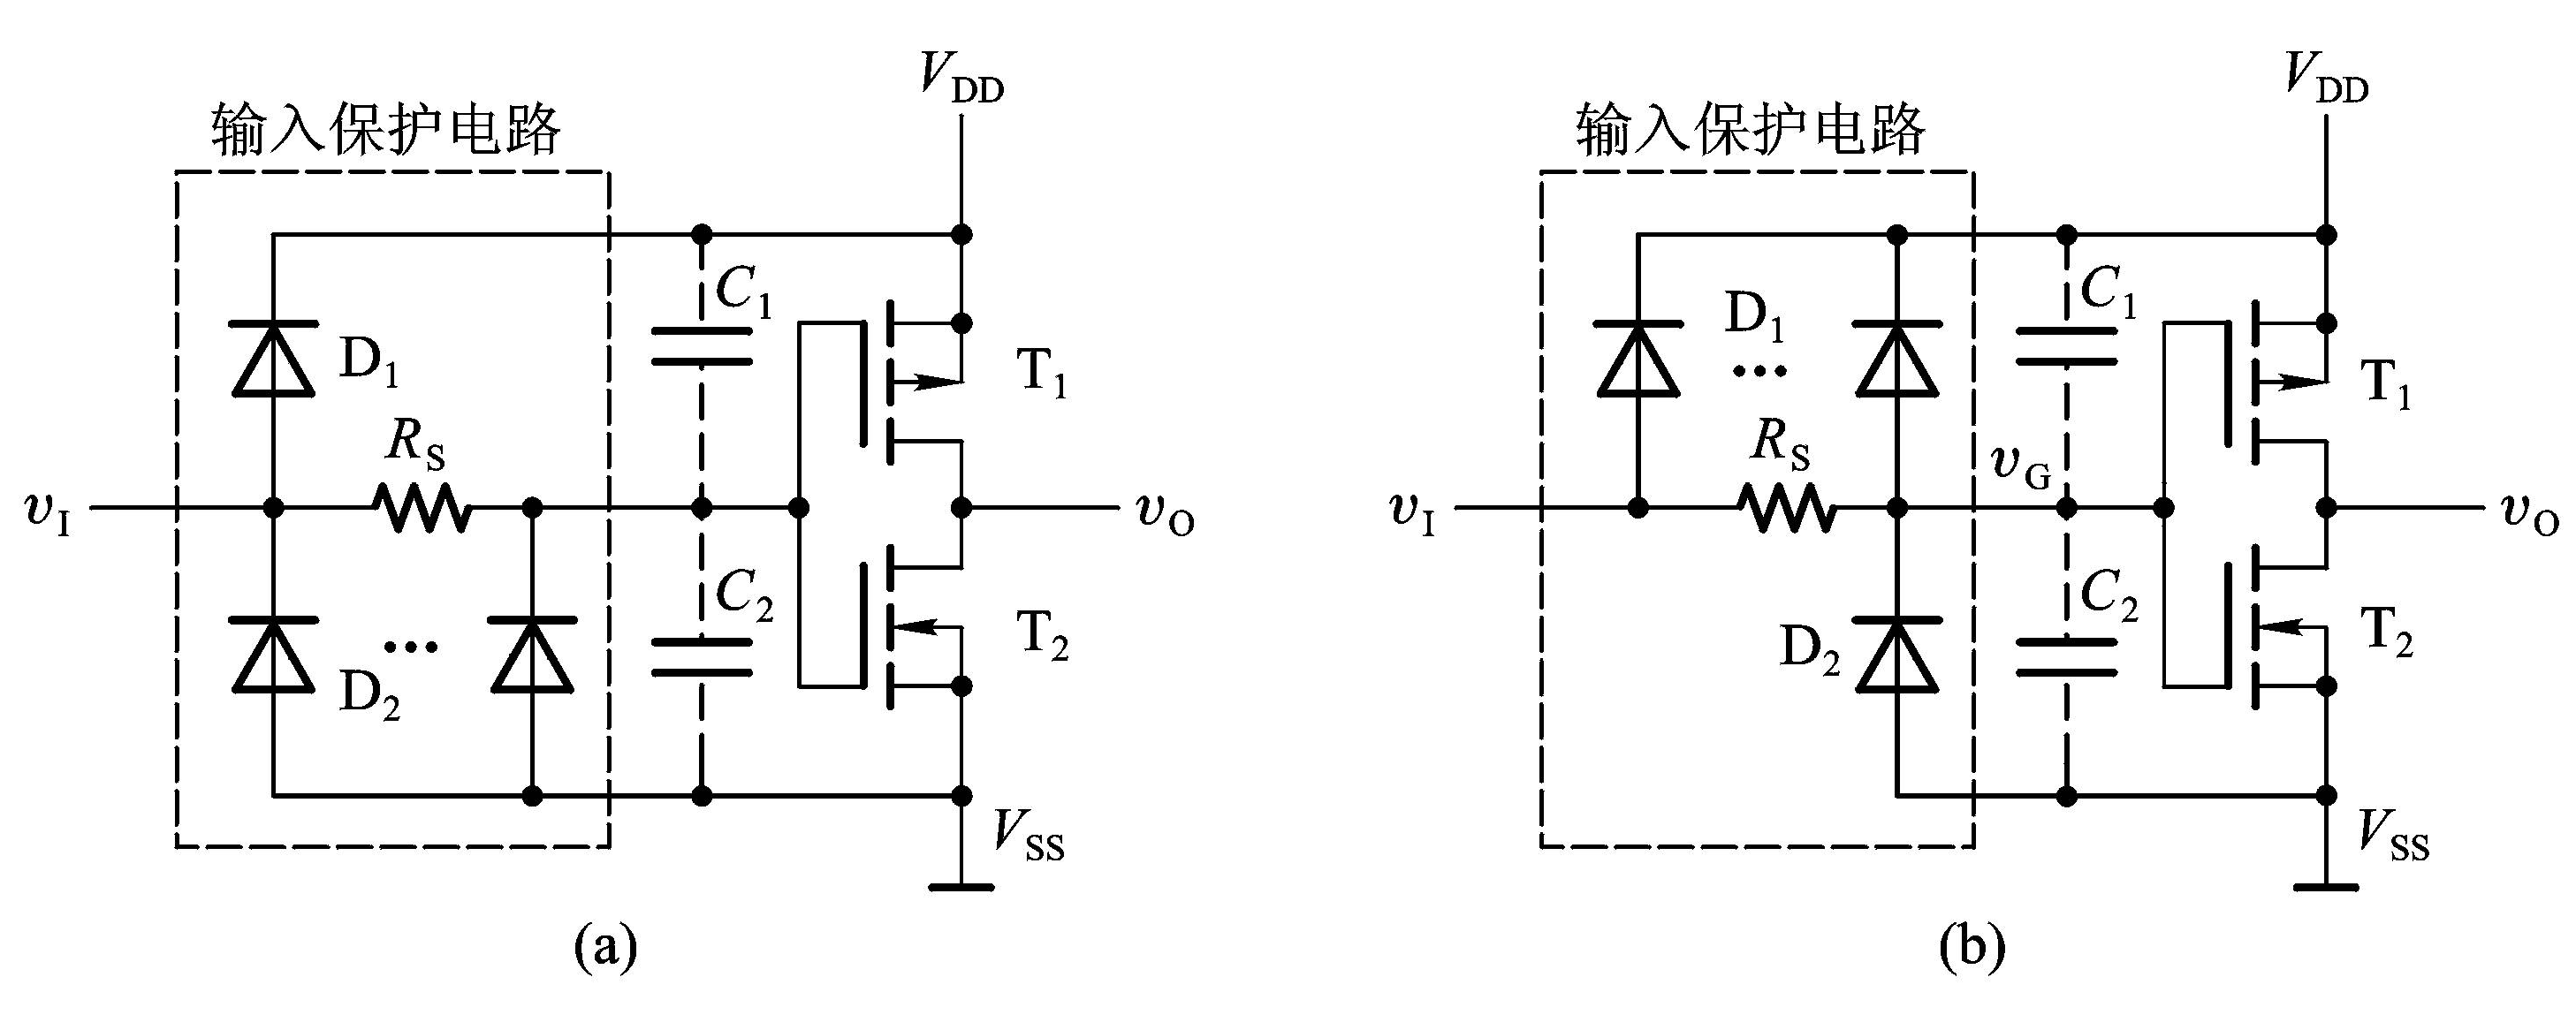 V_DD
输入保护电路
C_1
D_1
T_1
R_S
v_I
v_O
C_2
T_2
D_2
...
V_SS
(a)
V_DD
输入保护电路
C_1
D_1
...
T_1
R_S
v_G
v_I
v_O
C_2
T_2
D_2
V_SS
(b)